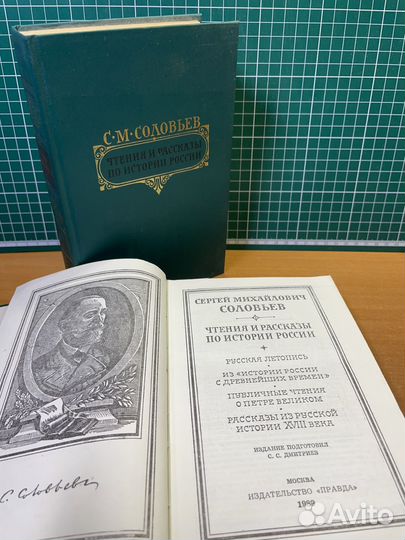 С·М·СОЛОВЬЕВ
ЧТЕНИЯ И РАССКАЗЫ
ПО ИСТОРИИ РОССИИ
СЕРГЕЙ МИХАЙЛОВИЧ
СОЛОВЬЕВ
ЧТЕНИЯ И РАССКАЗЫ
ПО ИСТОРИИ РОССИИ
РУССКАЯ ЛЕТОПИСЬ
ИЗ «ИСТОРИИ РОССИИ
С ДРЕВНЕЙШИХ ВРЕМЕН»
ПУБЛИЧНЫЕ ЧТЕНИЯ
О ПЕТРЕ ВЕЛИКОМ
РАССКАЗЫ ИЗ РУССКОЙ
ИСТОРИИ XVIII ВЕКА
ИЗДАНИЕ ПОДГОТОВИЛ
С. С. ДМИТРИЕВ
МОСКВА
ИЗДАТЕЛЬСТВО «ПРАВДА»
1989
С. Соловьев
Avito